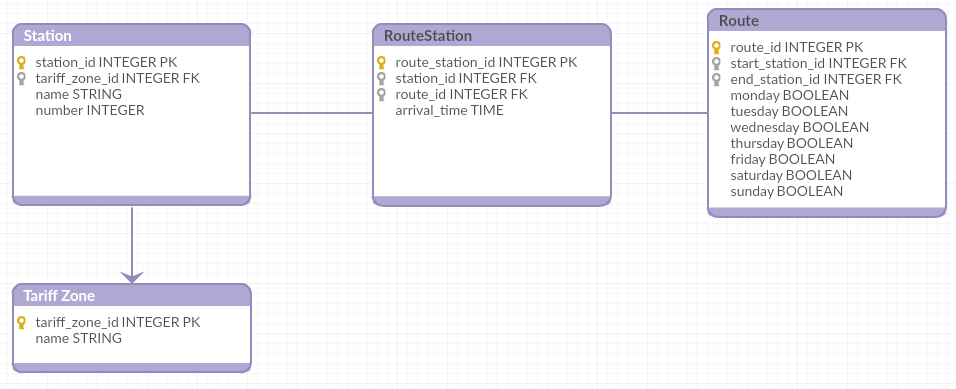 Station
station_id INTEGER PK
tariff_zone_id INTEGER FK
name STRING
number INTEGER
RouteStation
route_station_id INTEGER PK
station_id INTEGER FK
route_id INTEGER FK
arrival_time TIME
Route
route_id INTEGER PK
start_station_id INTEGER FK
end_station_id INTEGER FK
monday BOOLEAN
tuesday BOOLEAN
wednesday BOOLEAN
thursday BOOLEAN
friday BOOLEAN
saturday BOOLEAN
sunday BOOLEAN
Tariff Zone
tariff_zone_id INTEGER PK
name STRING